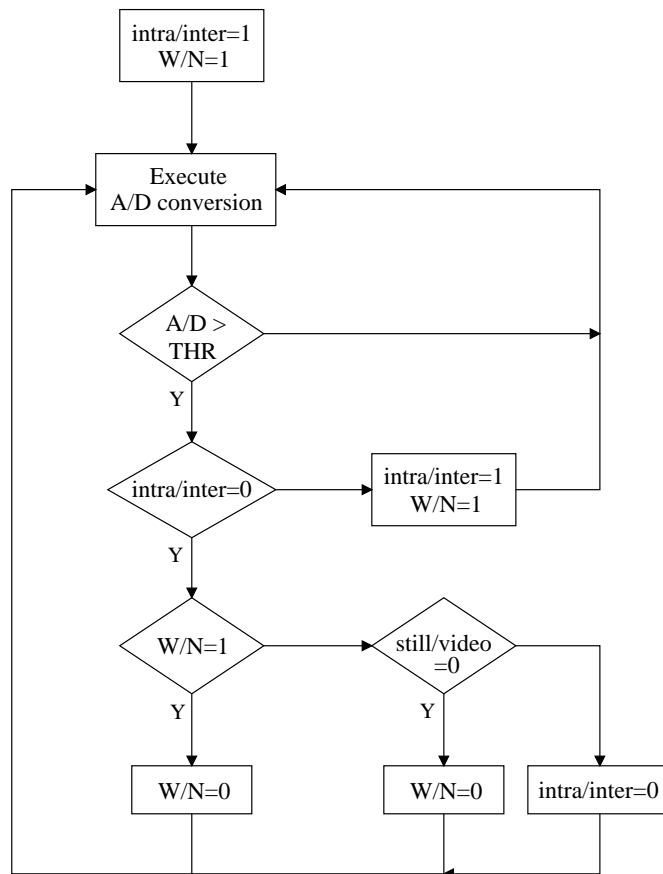 intra/inter=1
W/N=1
Execute
A/D conversion
A/D >
THR
Y
intra/inter=0
intra/inter=1
W/N=1
Y
W/N=1
still/video
=0
Y
Y
W/N=0
W/N=0
intra/inter=0